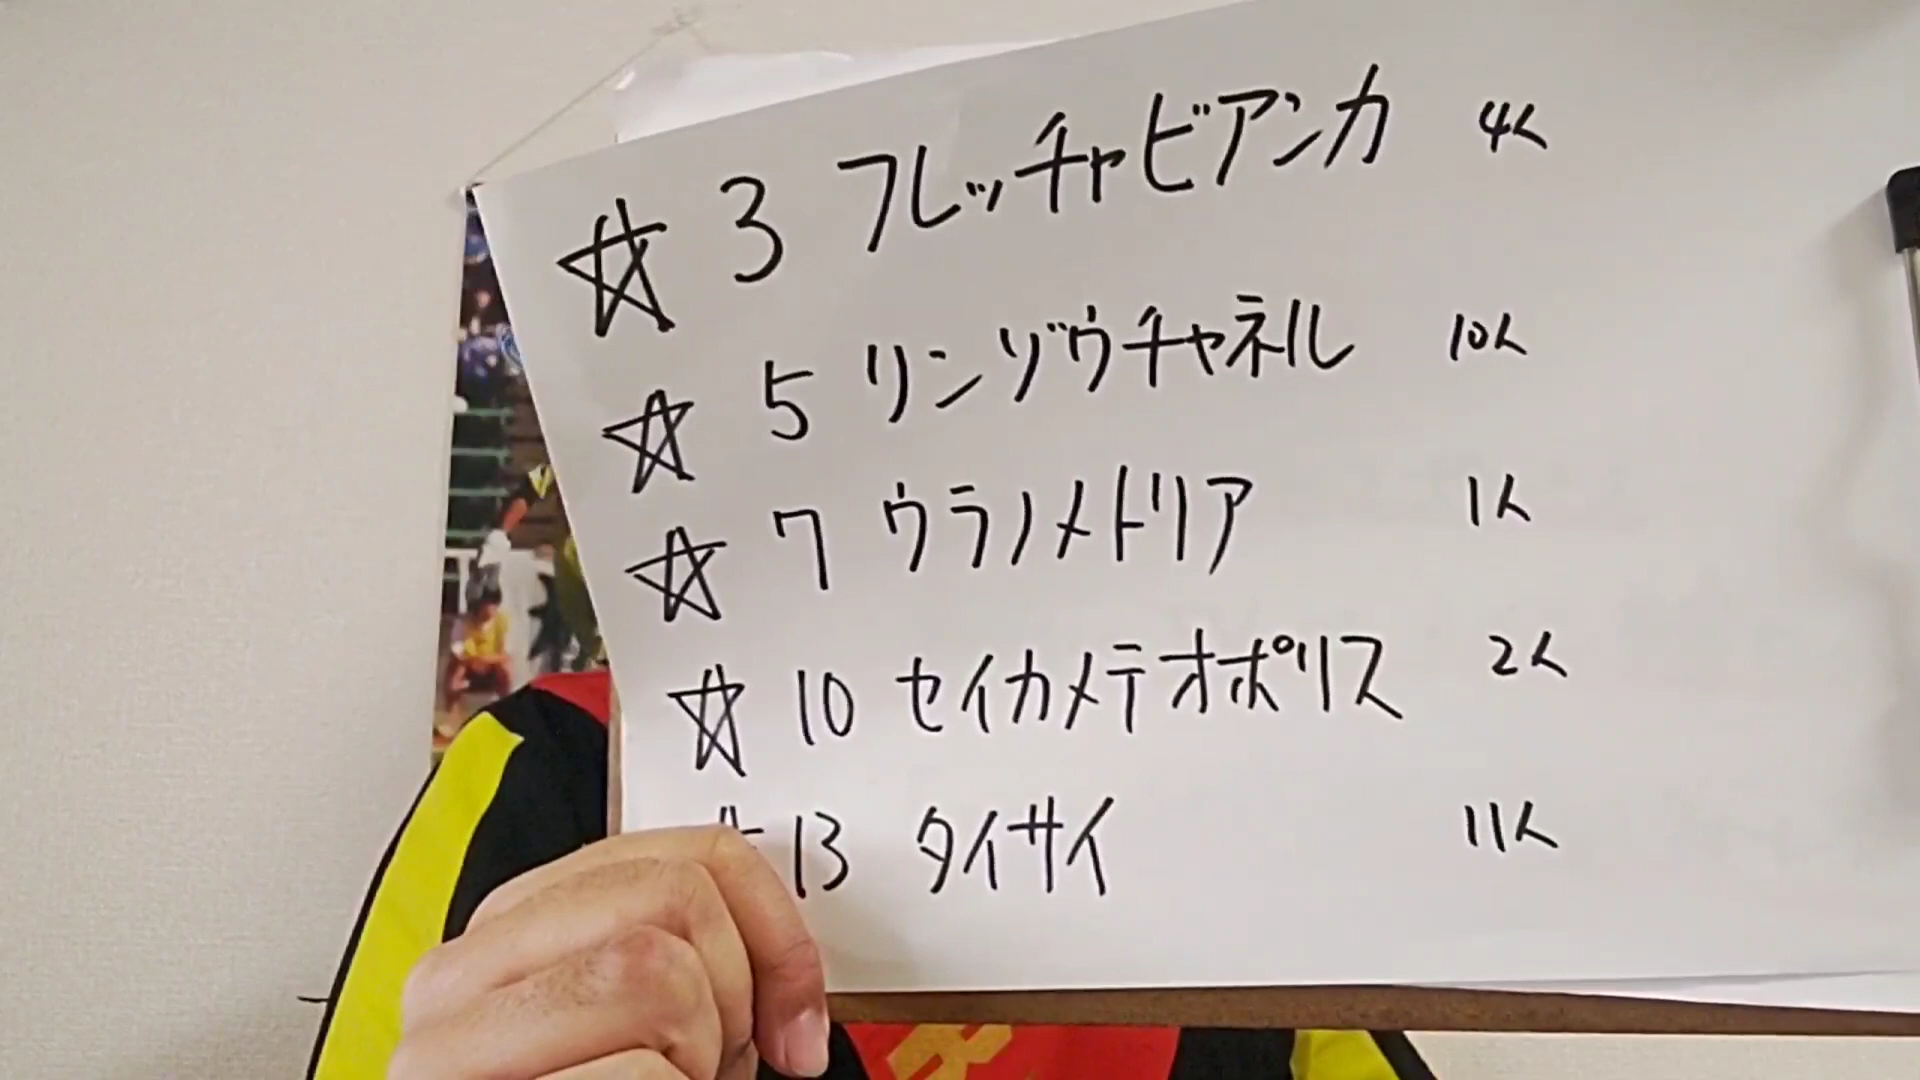 ☆ 3 フレッチャビアンカ 4人
☆ 5 リンゾウチャネル 10人
☆ 7 ウラノメトリア 1人
☆ 10 セイカメテオポリス 2人
☆ 13 タイサイ 11人